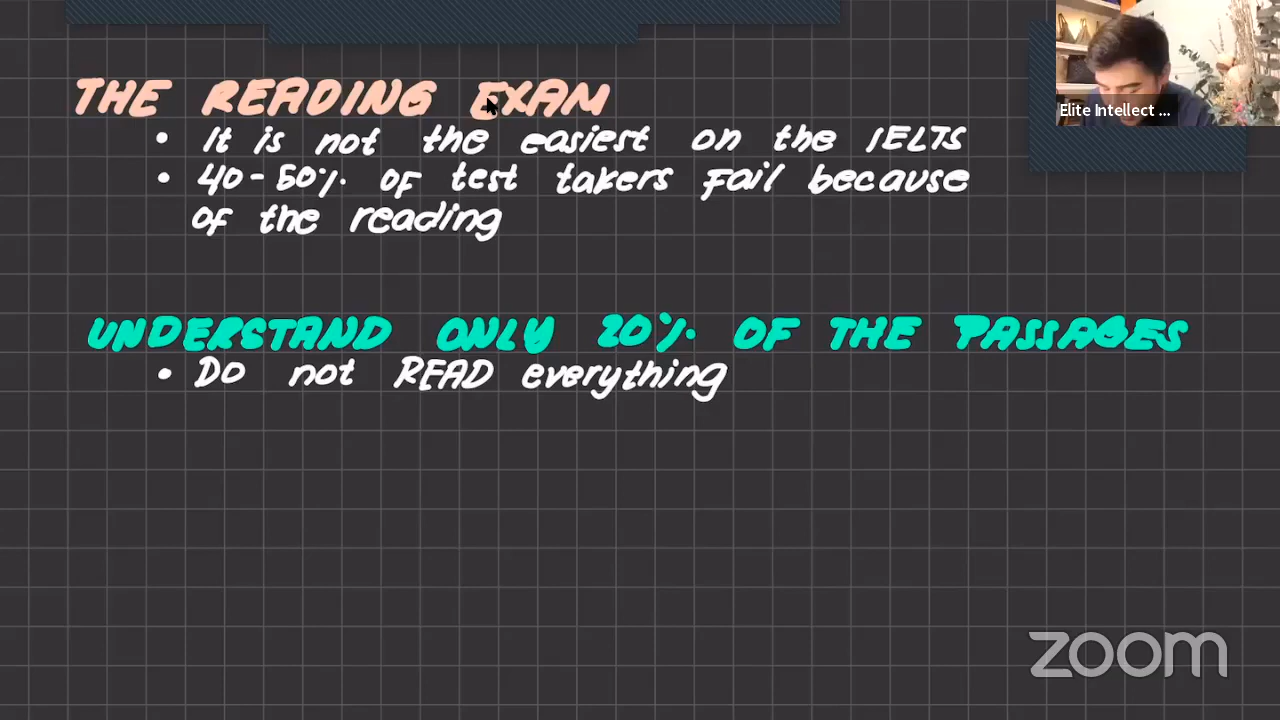 Elite Intellect ...
THE READING EXAM
• It is not the easiest on the IELTS
• 40-50% of test takers fail because
of the reading
UNDERSTAND ONLY 20% OF THE PASSAGES
• Do not READ everything
zoom